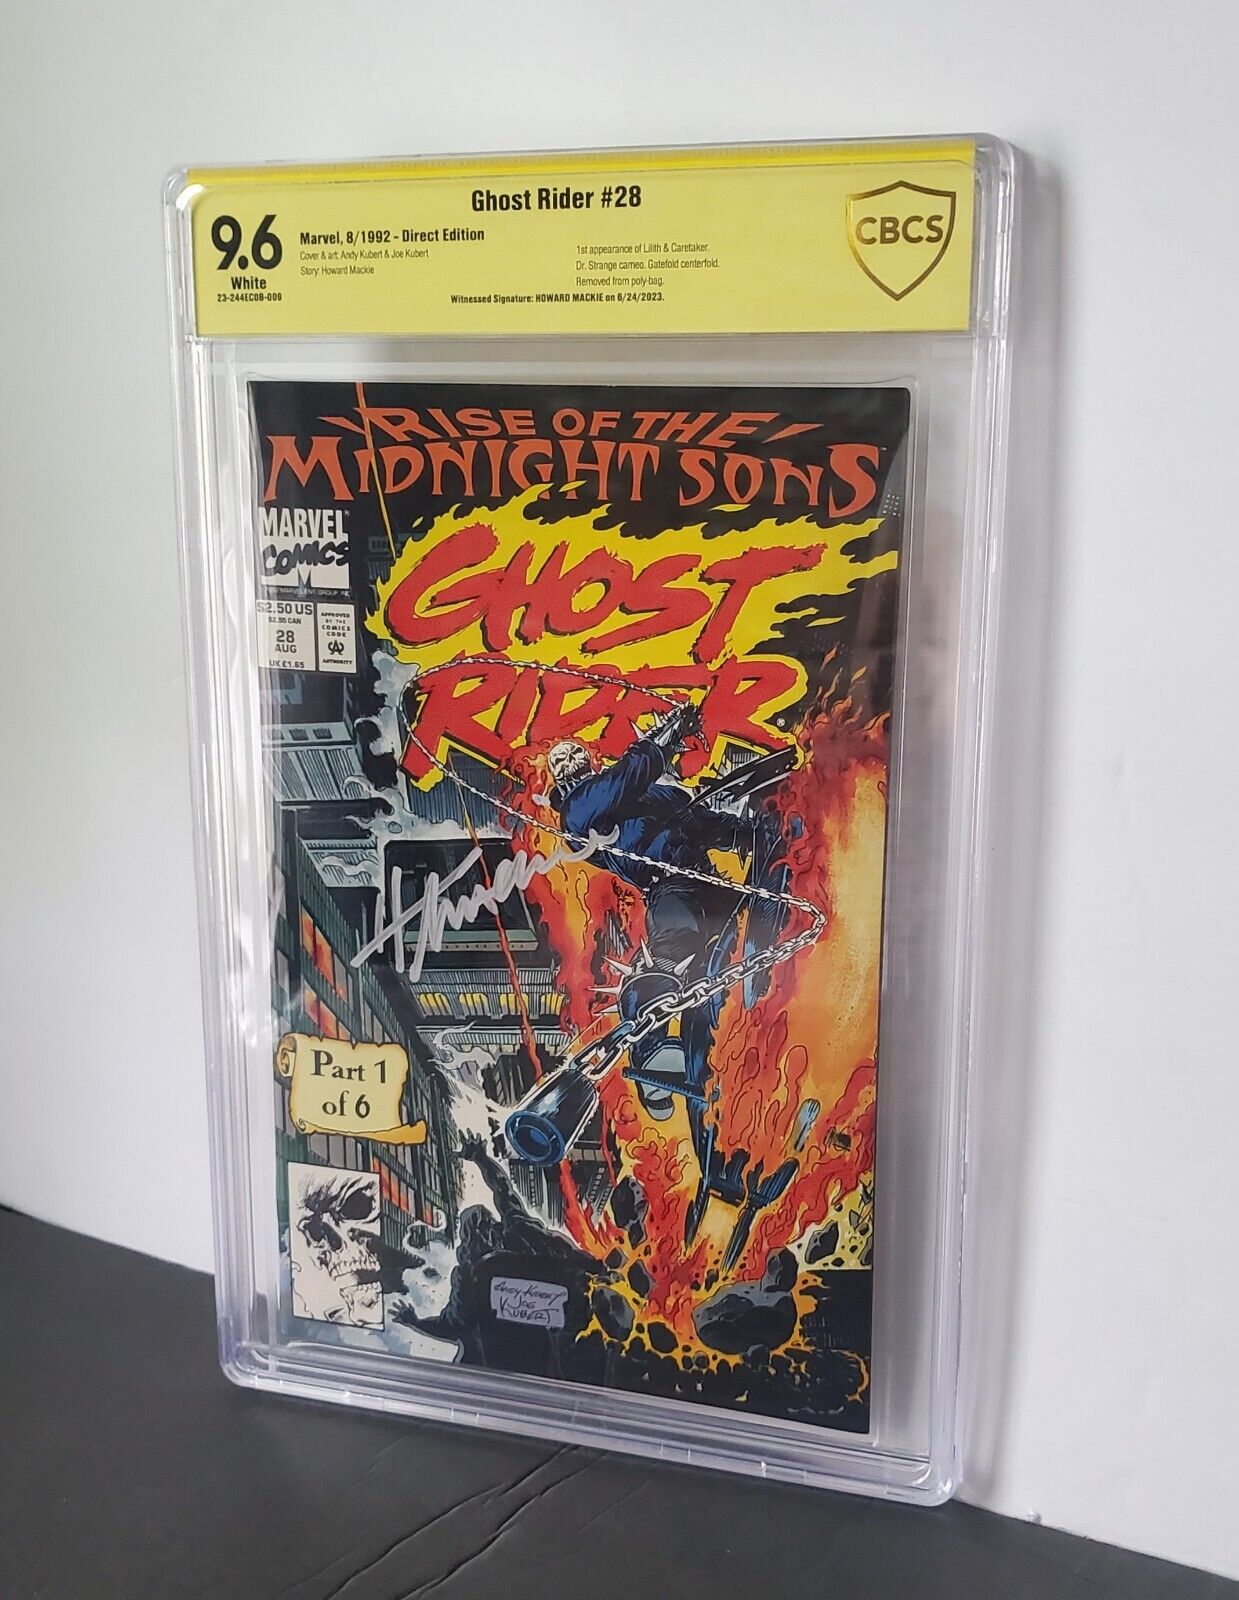 Ghost Rider #28
9.6
White
23-244EC0B-009
Marvel, 8/1992 - Direct Edition
Cover & art: Andy Kubert & Joe Kubert
Story: Howard Mackie
1st appearance of Lilith & Caretaker.
Dr. Strange cameo. Gatefold centerfold.
Removed from poly-bag.
Witnessed Signature: HOWARD MACKIE on 6/24/2023.
CBCS
RISE OF THE
MIDNIGHT SONS
MARVEL
COMICS
$2.50 US
$2.95 CAN
28
AUG
UK £1.65
APPROVED
BY THE
COMICS
CODE
CA
AUTHORITY
GHOST
RIDER®
Part 1
of 6
ANDY KUBERT
JOE
KUBERT